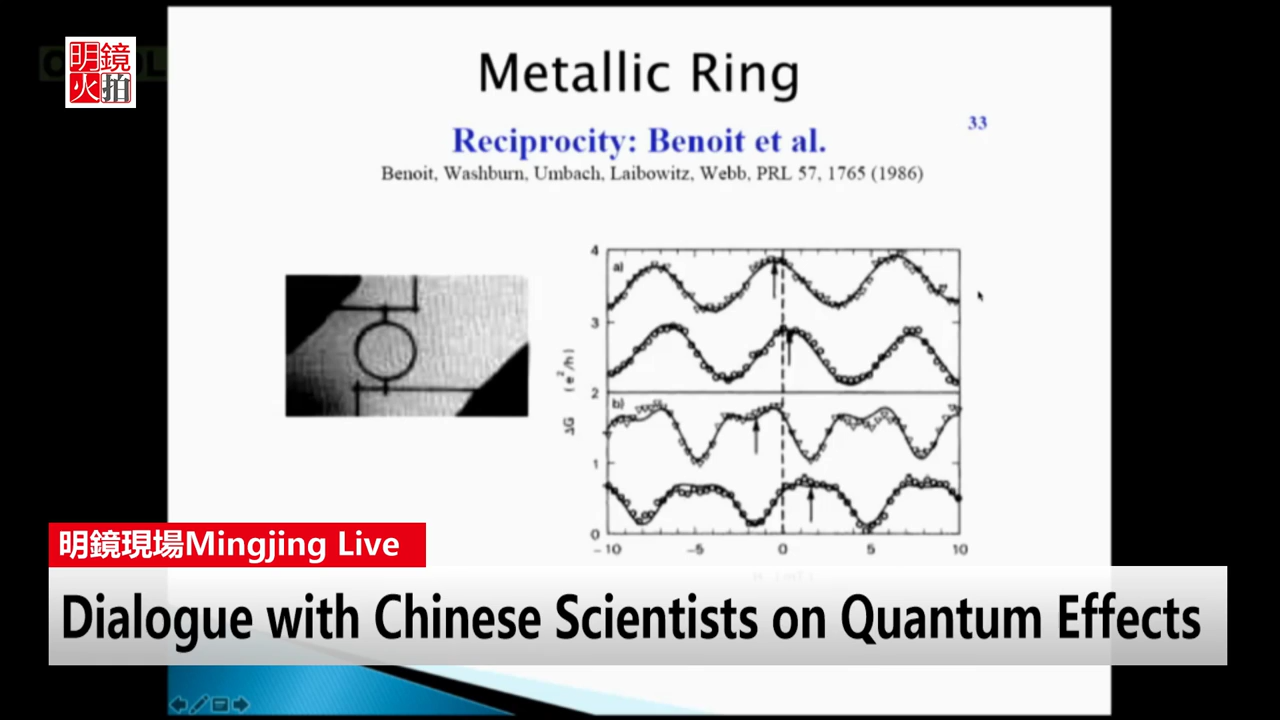 明鏡
火拍
Metallic Ring
33
Reciprocity: Benoit et al.
Benoit, Washburn, Umbach, Laibowitz, Webb, PRL 57, 1765 (1986)
4
a)
3
ΔG (e²/h)
2
b)
1
0
-10 -5 0 5 10
明鏡現場Mingjing Live
Dialogue with Chinese Scientists on Quantum Effects